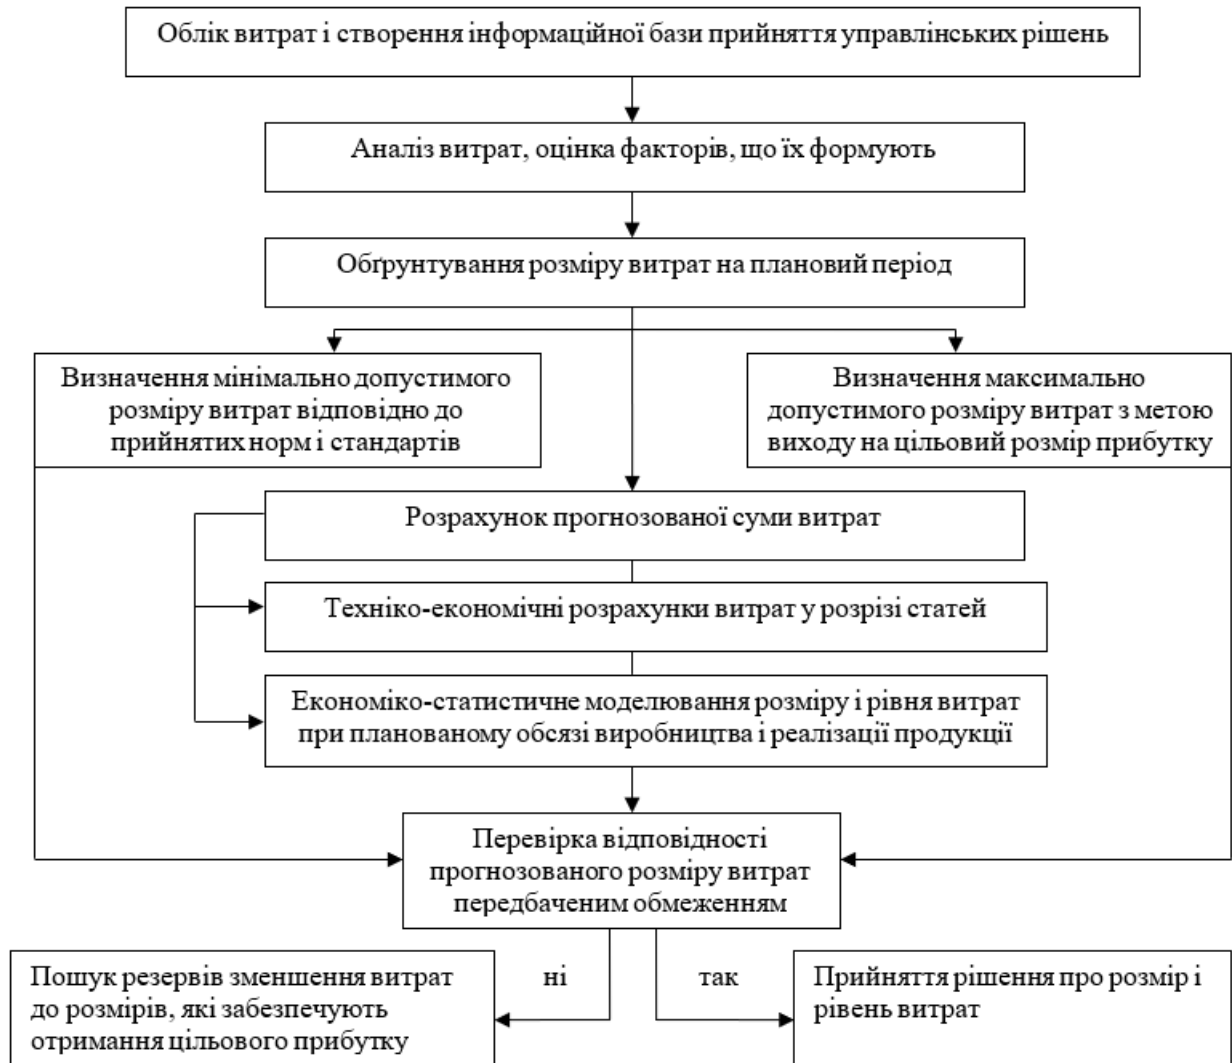 Облік витрат і створення інформаційної бази прийняття управлінських рішень
Аналіз витрат, оцінка факторів, що їх формують
Обґрунтування розміру витрат на плановий період
Визначення мінімально допустимого
розміру витрат відповідно до
прийнятих норм і стандартів
Визначення максимально
допустимого розміру витрат з метою
виходу на цільовий розмір прибутку
Розрахунок прогнозованої суми витрат
Техніко-економічні розрахунки витрат у розрізі статей
Економіко-статистичне моделювання розміру і рівня витрат
при планованому обсязі виробництва і реалізації продукції
Перевірка відповідності
прогнозованого розміру витрат
передбаченим обмеженням
Пошук резервів зменшення витрат
до розмірів, які забезпечують
отримання цільового прибутку
ні
так
Прийняття рішення про розмір і
рівень витрат